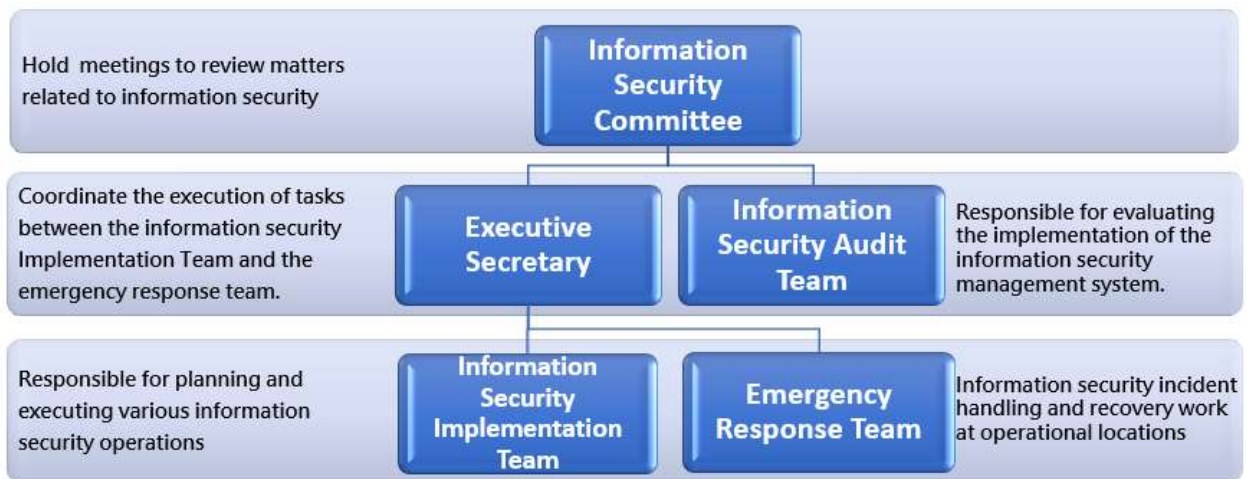 Hold meetings to review matters
related to information security
Information
Security
Committee
Coordinate the execution of tasks
between the information security
Implementation Team and the
emergency response team.
Executive
Secretary
Information
Security Audit
Team
Responsible for evaluating
the implementation of the
information security
management system.
Responsible for planning and
executing various information
security operations
Information
Security
Implementation
Team
Emergency
Response Team
Information security incident
handling and recovery work
at operational locations